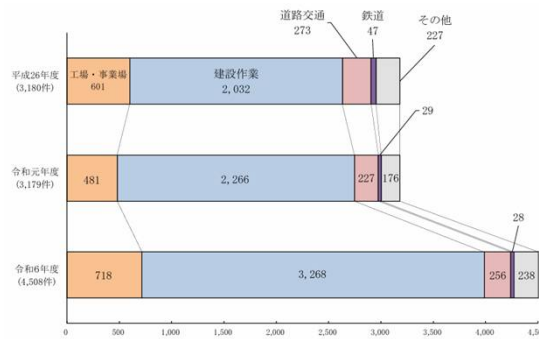 道路交通
273
鉄道
47
その他
227
平成26年度
(3,180件)
工場・事業場
601
建設作業
2,032
29
令和元年度
(3,179件)
481
2,266
227
176
28
令和6年度
(4,508件)
718
3,268
256
238
0
500
1,000
1,500
2,000
2,500
3,000
3,500
4,000